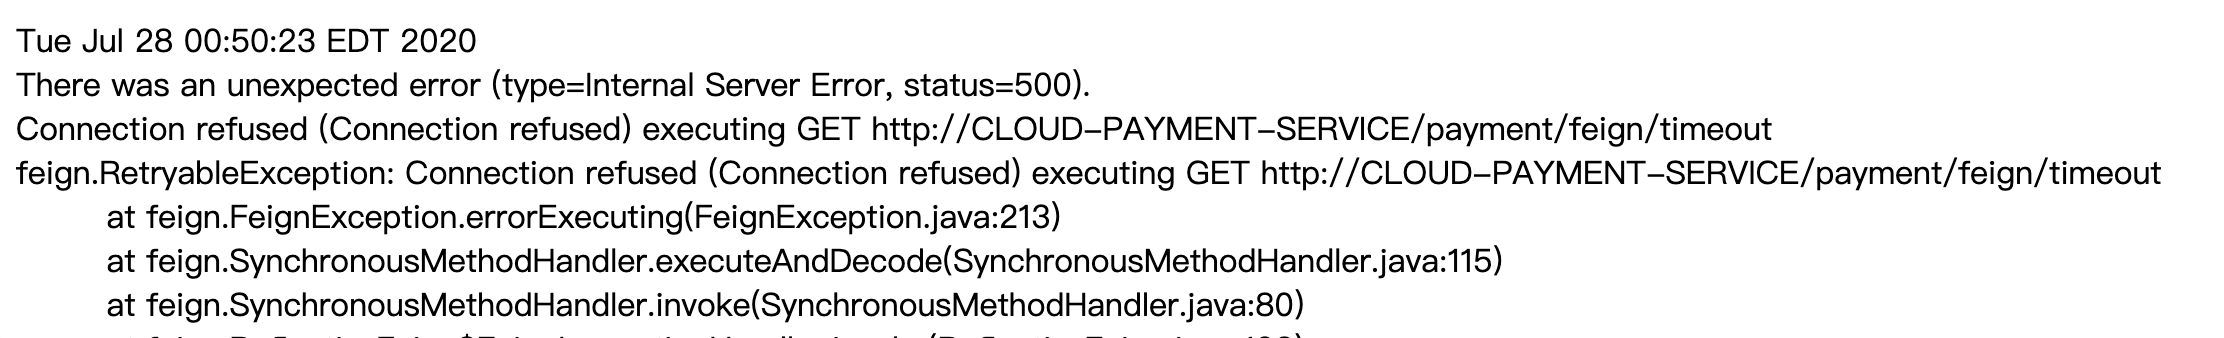 Tue Jul 28 00:50:23 EDT 2020
There was an unexpected error (type=Internal Server Error, status=500).
Connection refused (Connection refused) executing GET http://CLOUD-PAYMENT-SERVICE/payment/feign/timeout
feign.RetryableException: Connection refused (Connection refused) executing GET http://CLOUD-PAYMENT-SERVICE/payment/feign/timeout
at feign.FeignException.errorExecuting(FeignException.java:213)
at feign.SynchronousMethodHandler.executeAndDecode(SynchronousMethodHandler.java:115)
at feign.SynchronousMethodHandler.invoke(SynchronousMethodHandler.java:80)